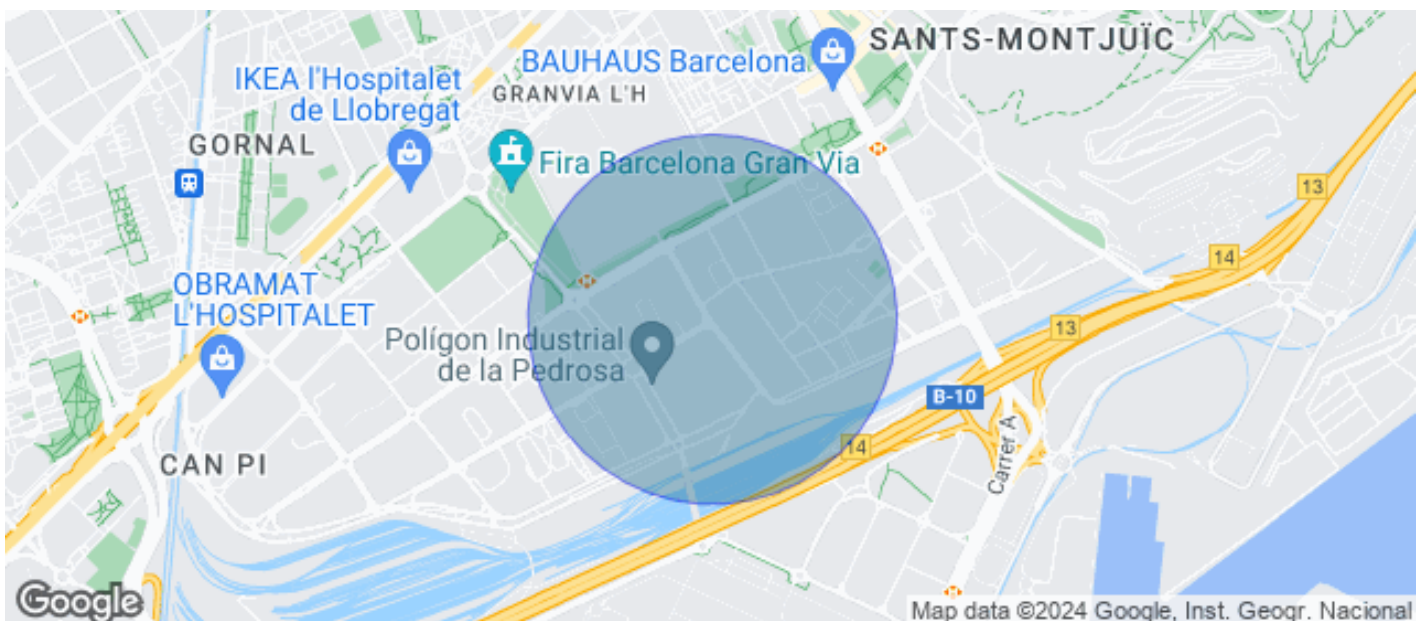 SANTS-MONTJUÏC
BAUHAUS Barcelona
IKEA l'Hospitalet
de Llobregat
GRANVIA L'H
GORNAL
Fira Barcelona Gran Via
M
13
14
OBRAMAT
L'HOSPITALET
M
M
13
Polígon Industrial
de la Pedrosa
B-10
14
Carrer A
CAN PI
M
Google
Map data ©2024 Google, Inst. Geogr. Nacional